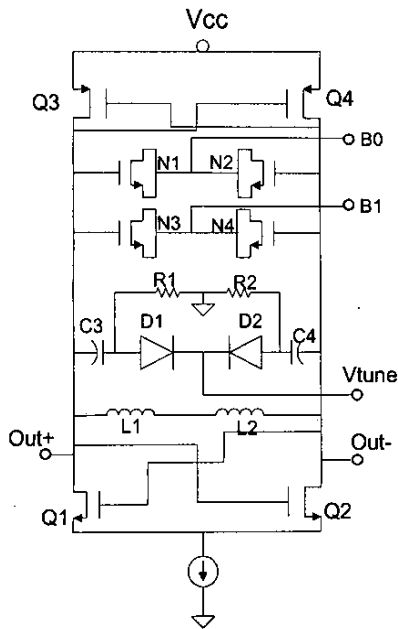 Vcc
Q3
Q4
B0
N1
N2
B1
N3
N4
R1
R2
C3
D1
D2
C4
Vtune
L1
L2
Out+
Out-
Q1
Q2